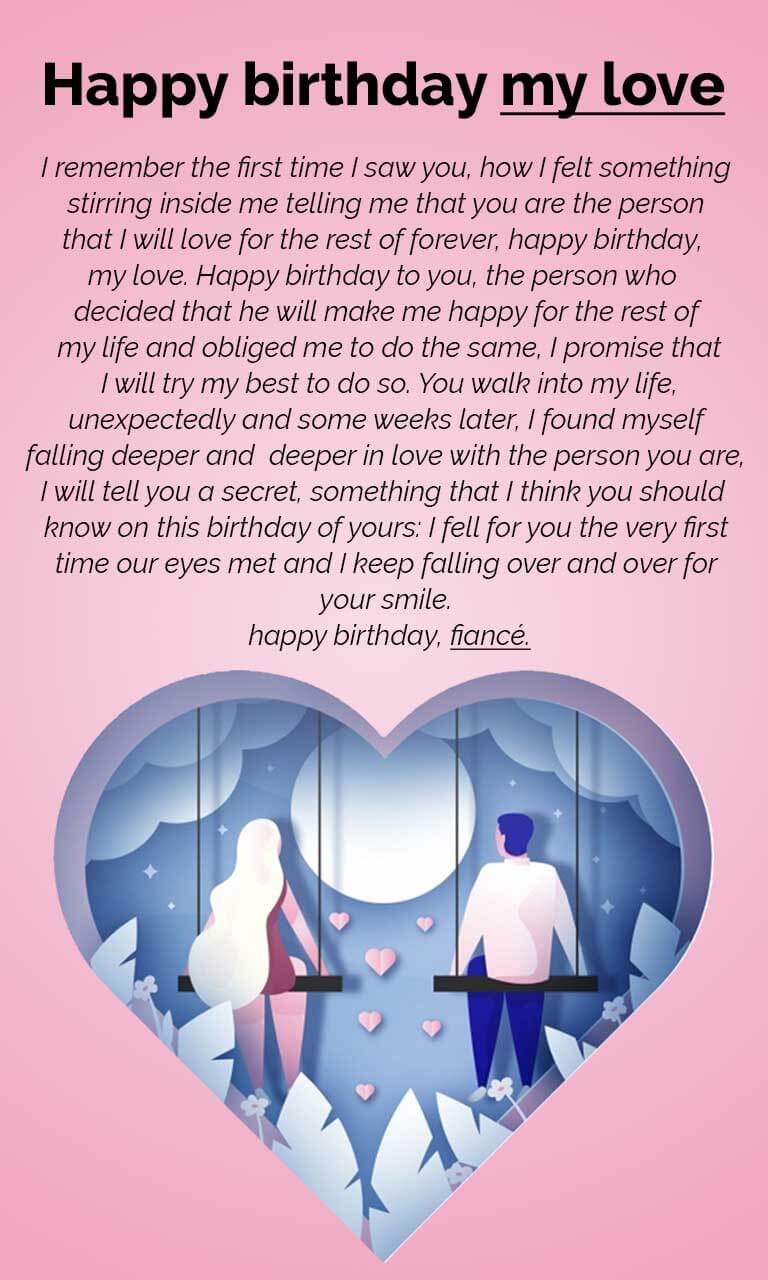 Happy birthday my love
I remember the first time I saw you, how I felt something
stirring inside me telling me that you are the person
that I will love for the rest of forever, happy birthday,
my love. Happy birthday to you, the person who
decided that he will make me happy for the rest of
my life and obliged me to do the same, I promise that
I will try my best to do so. You walk into my life,
unexpectedly and some weeks later, I found myself
falling deeper and  deeper in love with the person you are,
I will tell you a secret, something that I think you should
know on this birthday of yours: I fell for you the very first
time our eyes met and I keep falling over and over for
your smile.
happy birthday, fiancé.